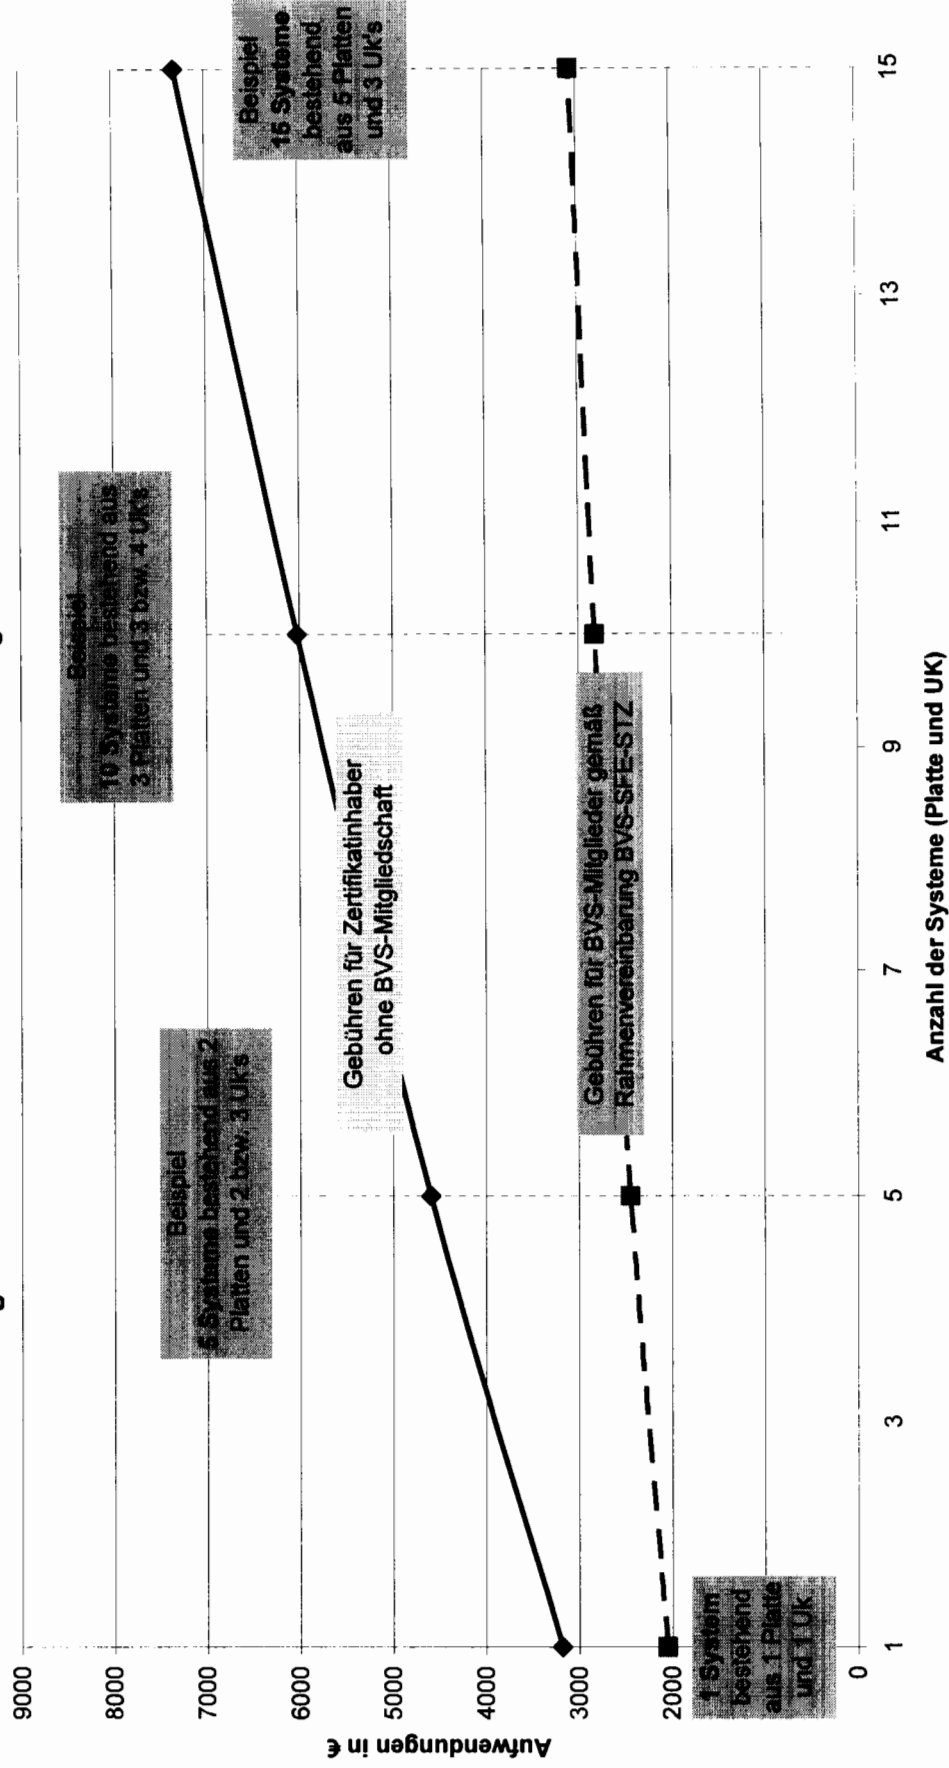 9000
8000
7000
6000
5000
4000
3000
2000
0
Aufwendungen in €
1
3
5
7
9
11
13
15
Anzahl der Systeme (Platte und UK)
1 System
bestehend
aus 1 Platte
und 1 Uk
Beispiel
5 Systeme bestehend aus 2
Platten und 2 bzw. 3 Uk's
Beispiel
10 Systeme bestehend aus
3 Platten und 3 bzw. 4 Uk's
Beispiel
15 Systeme
bestehend
aus 5 Platten
und 3 Uk's
Gebühren für Zertifikatinhaber
ohne BVS-Mitgliedschaft
Gebühren für BVS-Mitglieder gemäß
Rahmenvereinbarung BVS-SFE-STZ